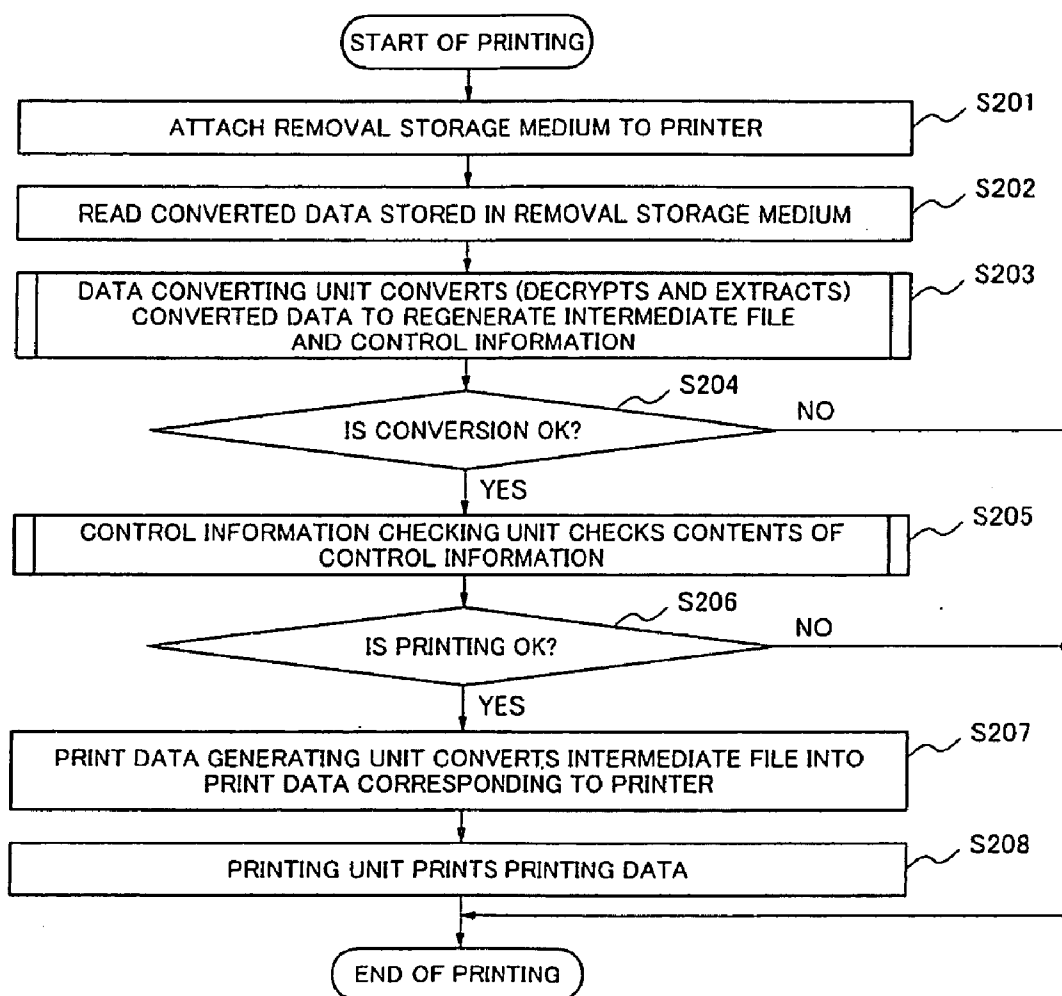 START OF PRINTING
S201
ATTACH REMOVAL STORAGE MEDIUM TO PRINTER
S202
READ CONVERTED DATA STORED IN REMOVAL STORAGE MEDIUM
S203
DATA CONVERTING UNIT CONVERTS (DECRYPTS AND EXTRACTS)
CONVERTED DATA TO REGENERATE INTERMEDIATE FILE
AND CONTROL INFORMATION
S204
IS CONVERSION OK?
NO
YES
S205
CONTROL INFORMATION CHECKING UNIT CHECKS CONTENTS OF
CONTROL INFORMATION
S206
IS PRINTING OK?
NO
YES
S207
PRINT DATA GENERATING UNIT CONVERTS INTERMEDIATE FILE INTO
PRINT DATA CORRESPONDING TO PRINTER
S208
PRINTING UNIT PRINTS PRINTING DATA
END OF PRINTING